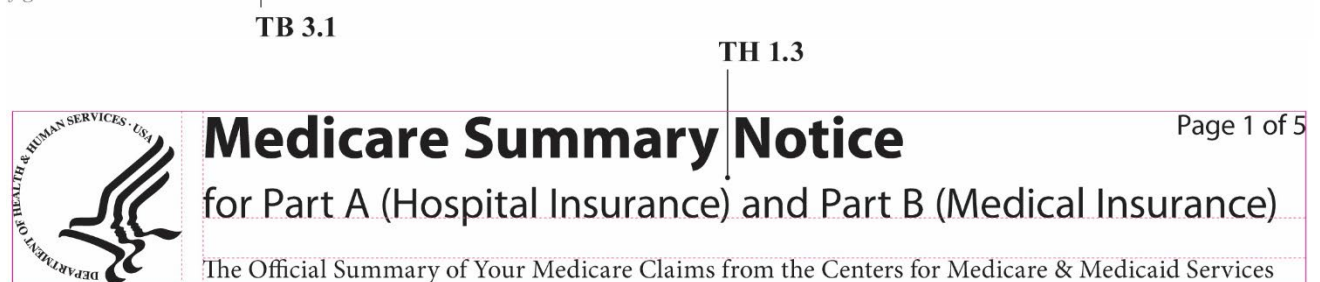 TB 3.1
TH 1.3
DEPARTMENT OF HEALTH & HUMAN SERVICES · USA
Medicare Summary Notice
Page 1 of 5
for Part A (Hospital Insurance) and Part B (Medical Insurance)
The Official Summary of Your Medicare Claims from the Centers for Medicare & Medicaid Services